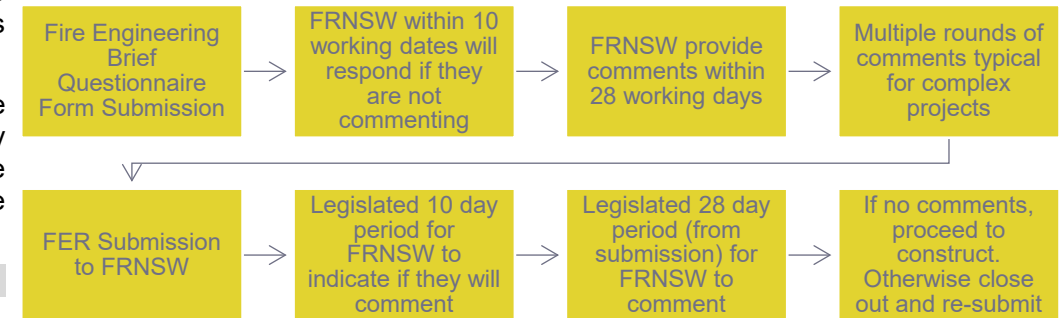 Fire Engineering
Brief
Questionnaire
Form Submission
FRNSW within 10
working dates will
respond if they
are not
commenting
FRNSW provide
comments within
28 working days
Multiple rounds of
comments typical
for complex
projects
FER Submission
to FRNSW
Legislated 10 day
period for
FRNSW to
indicate if they will
comment
Legislated 28 day
period (from
submission) for
FRNSW to
comment
If no comments,
proceed to
construct.
Otherwise close
out and re-submit